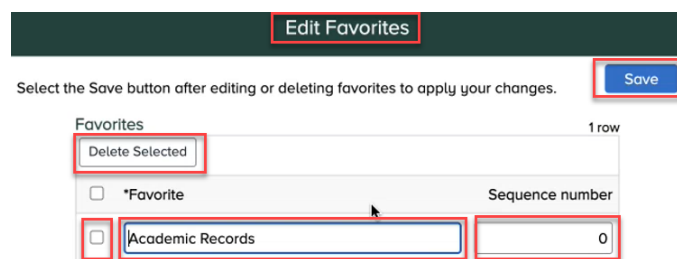 Edit Favorites
Select the Save button after editing or deleting favorites to apply your changes.
Save
Favorites
1 row
Delete Selected
*Favorite
Sequence number
Academic Records
0